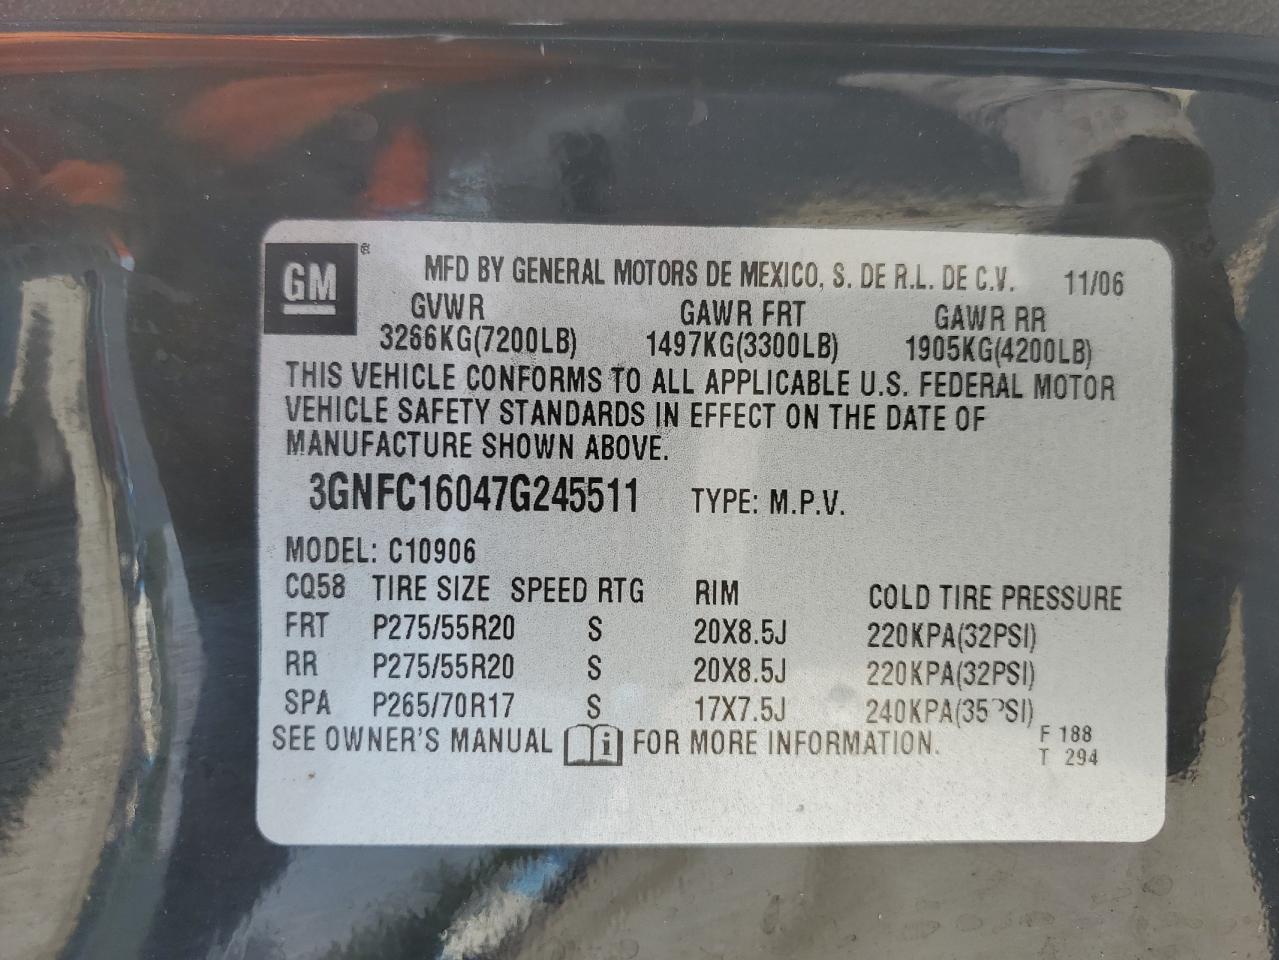 GM ®
MFD BY GENERAL MOTORS DE MEXICO, S. DE R.L. DE C.V. 11/06
GVWR GAWR FRT GAWR RR
3266KG(7200LB) 1497KG(3300LB) 1905KG(4200LB)
THIS VEHICLE CONFORMS TO ALL APPLICABLE U.S. FEDERAL MOTOR
VEHICLE SAFETY STANDARDS IN EFFECT ON THE DATE OF
MANUFACTURE SHOWN ABOVE.
3GNFC16047G245511 TYPE: M.P.V.
MODEL: C10906
CQ58 TIRE SIZE SPEED RTG RIM COLD TIRE PRESSURE
FRT P275/55R20 S 20X8.5J 220KPA(32PSI)
RR P275/55R20 S 20X8.5J 220KPA(32PSI)
SPA P265/70R17 S 17X7.5J 240KPA(35PSI)
SEE OWNER'S MANUAL i FOR MORE INFORMATION. F 188
T 294